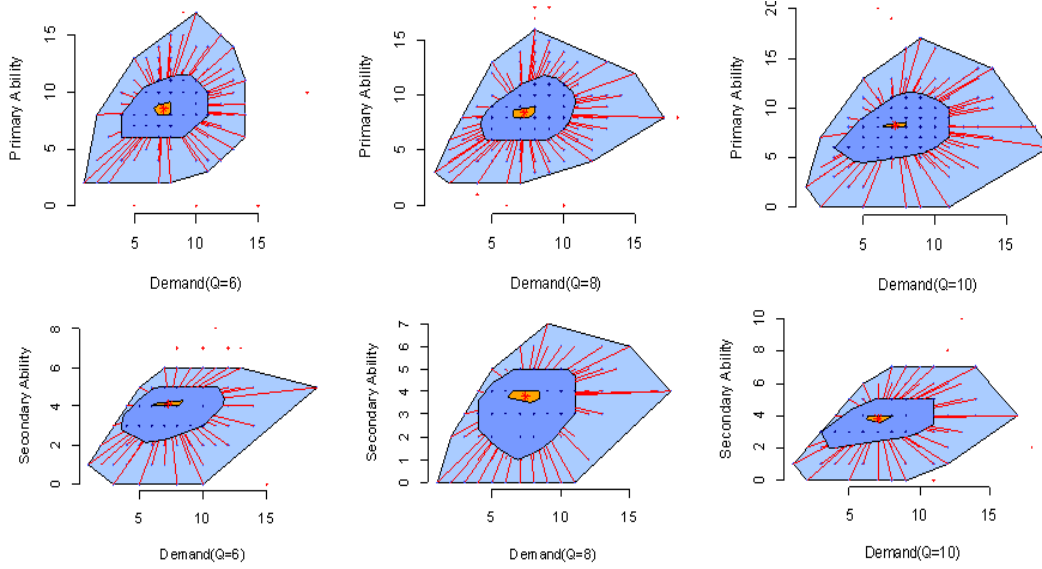 Primary Ability
0 5 10 15
5 10 15
Demand(Q=6)
Primary Ability
0 5 10 15
5 10 15
Demand(Q=8)
Primary Ability
0 5 10 15 20
5 10 15
Demand(Q=10)
Secondary Ability
0 2 4 6 8
5 10 15
Demand(Q=6)
Secondary Ability
0 1 2 3 4 5 6 7
5 10 15
Demand(Q=8)
Secondary Ability
0 2 4 6 8 10
5 10 15
Demand(Q=10)